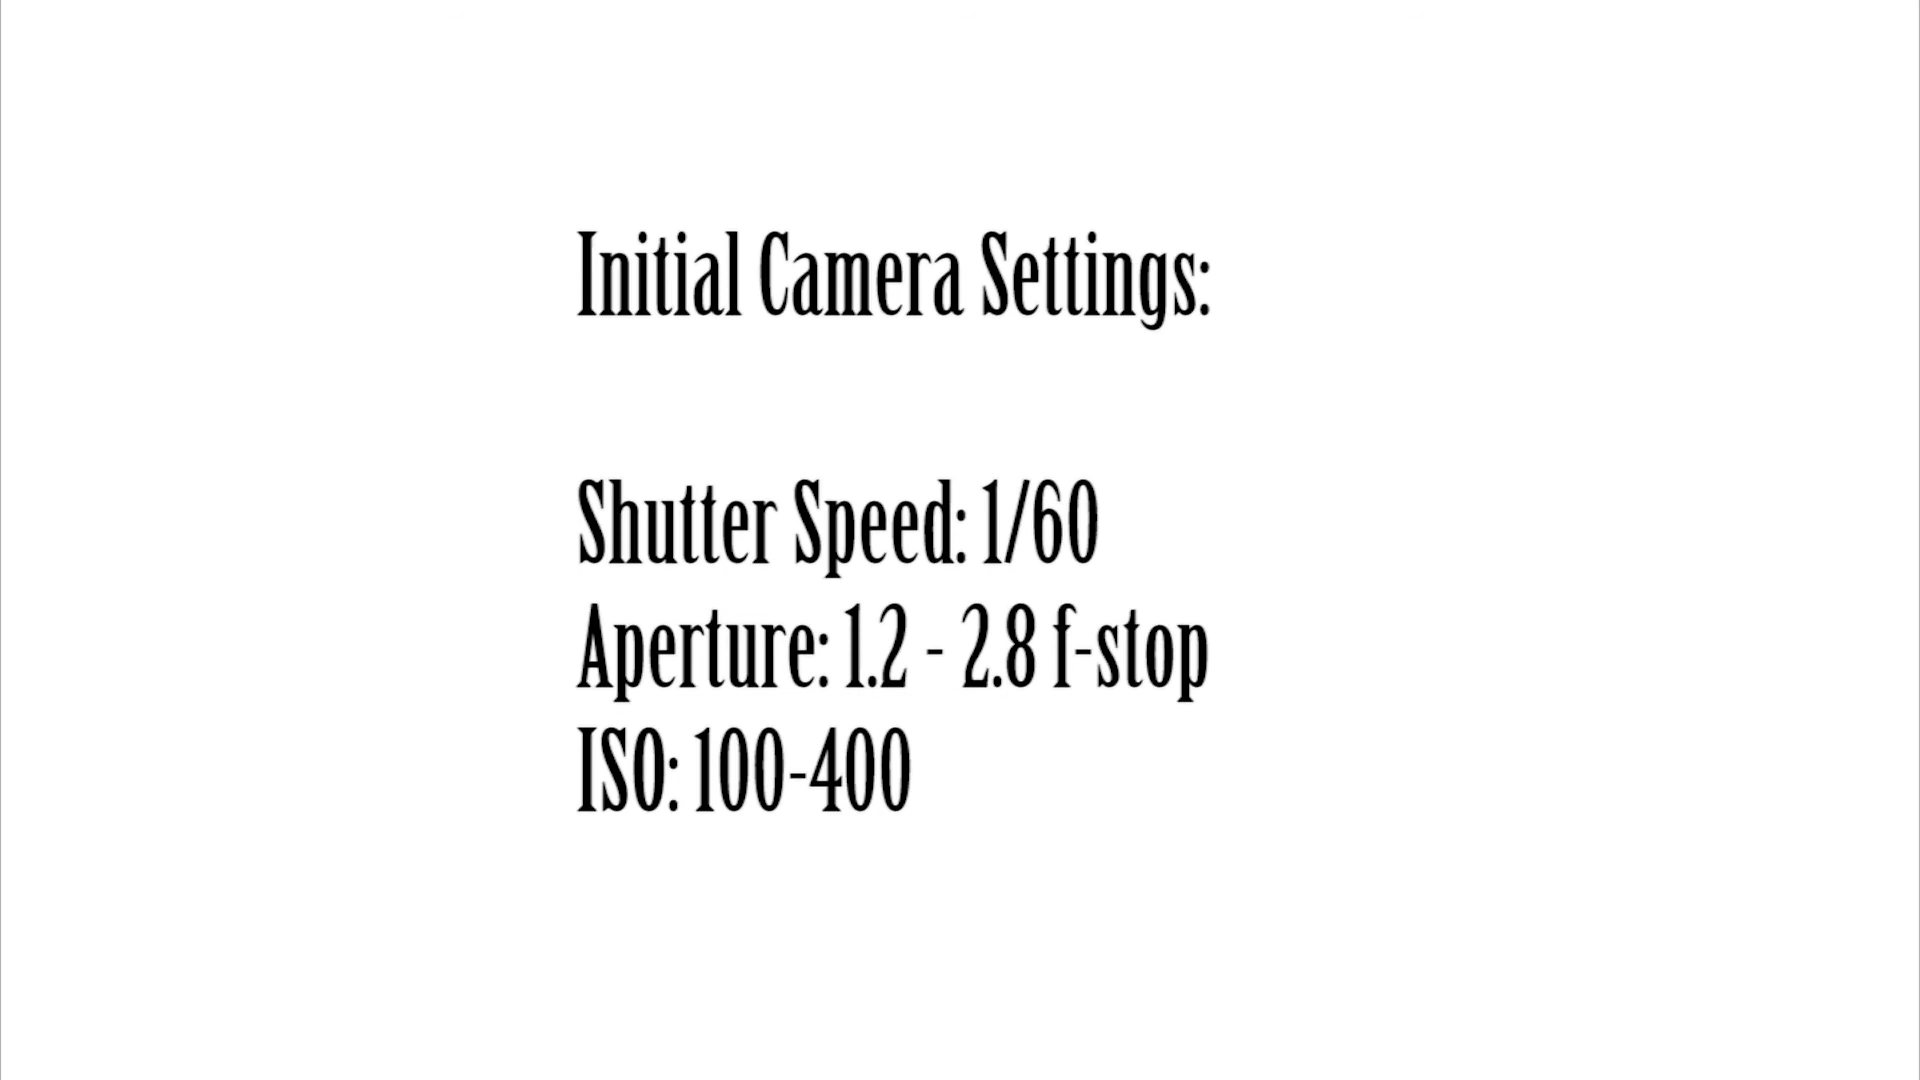 Initial Camera Settings:
Shutter Speed: 1/60
Aperture: 1.2 - 2.8 f-stop
ISO: 100-400